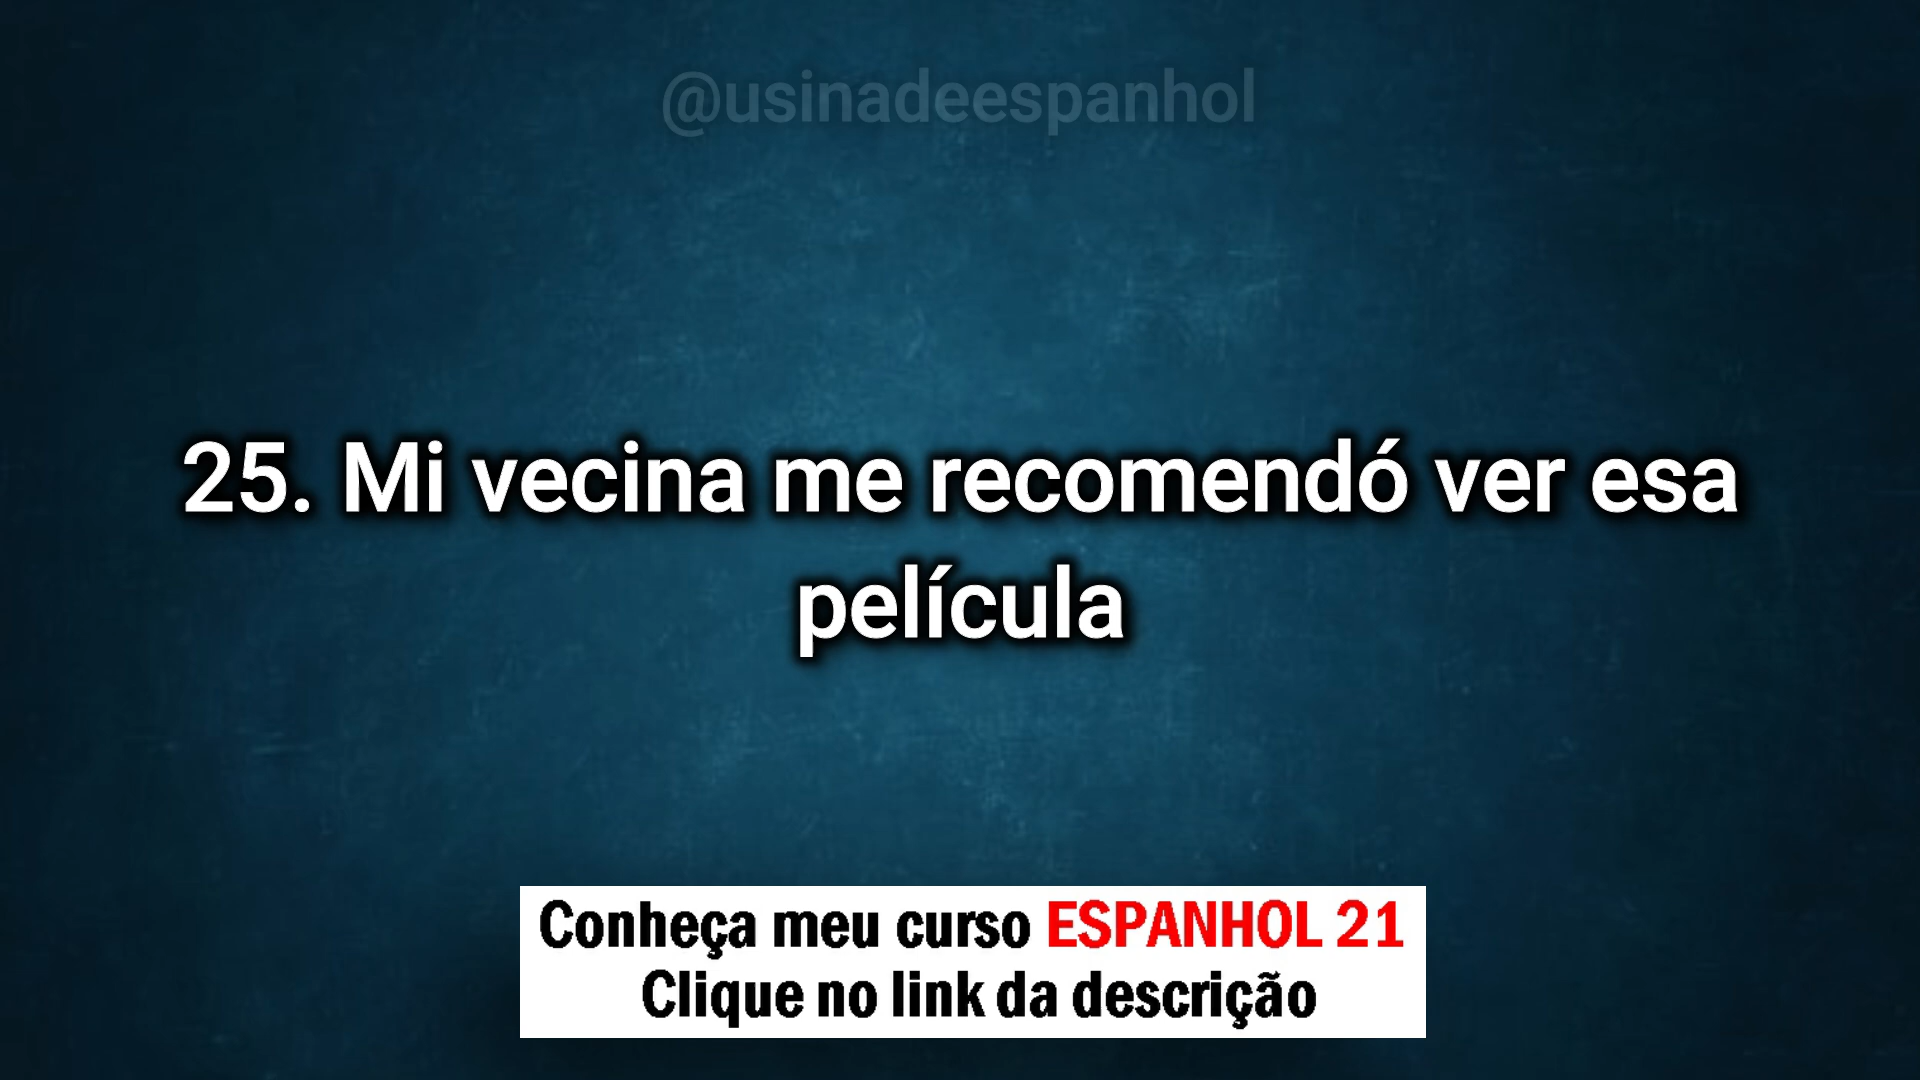 @usinadeespanhol
25. Mi vecina me recomendó ver esa
película
Conheça meu curso ESPANHOL 21
Clique no link da descrição